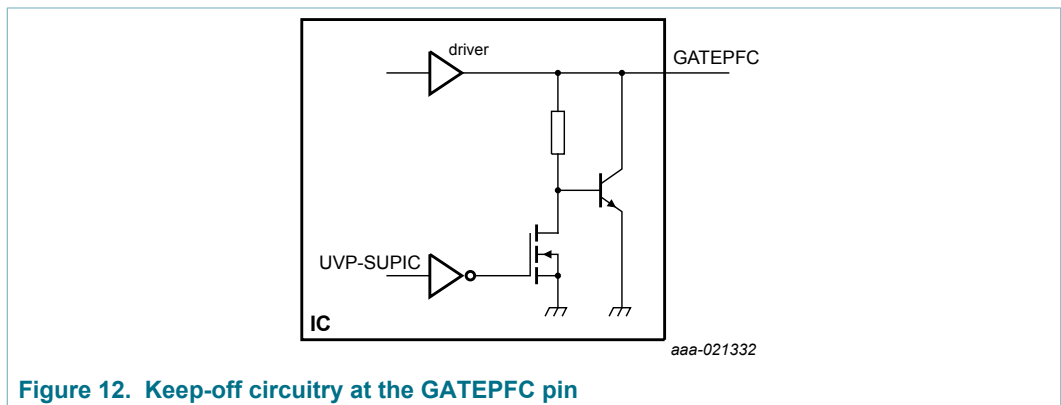 driver
GATEPFC
UVP-SUPIC
IC
aaa-021332
Figure 12. Keep-off circuitry at the GATEPFC pin